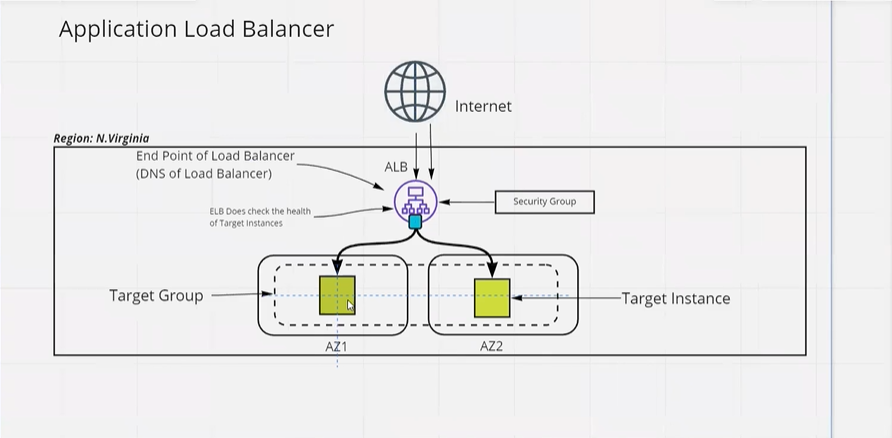 Application Load Balancer
Internet
Region: N.Virginia
End Point of Load Balancer
(DNS of Load Balancer)
ALB
Security Group
ELB Does check the health
of Target Instances
Target Group
Target Instance
AZ1
AZ2